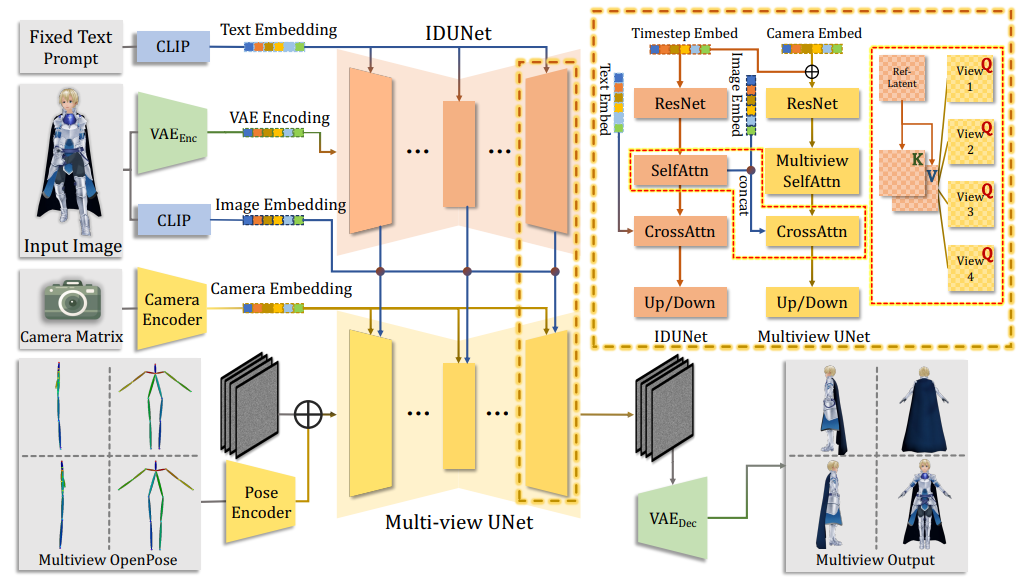 Fixed Text
Prompt
CLIP
Text Embedding
IDUNet
VAE Enc
VAE Encoding
CLIP
Image Embedding
Input Image
Camera
Encoder
Camera Embedding
Camera Matrix
... ...
... ...
Pose
Encoder
Multi-view UNet
Multiview OpenPose
VAE Dec
Multiview Output
Timestep Embed
Camera Embed
Text Embed
Image Embed
ResNet
ResNet
SelfAttn
Multiview
SelfAttn
concat
CrossAttn
CrossAttn
Up/Down
Up/Down
IDUNet
Multiview UNet
Ref-
Latent
K
V
View Q
1
View Q
2
View Q
3
View Q
4